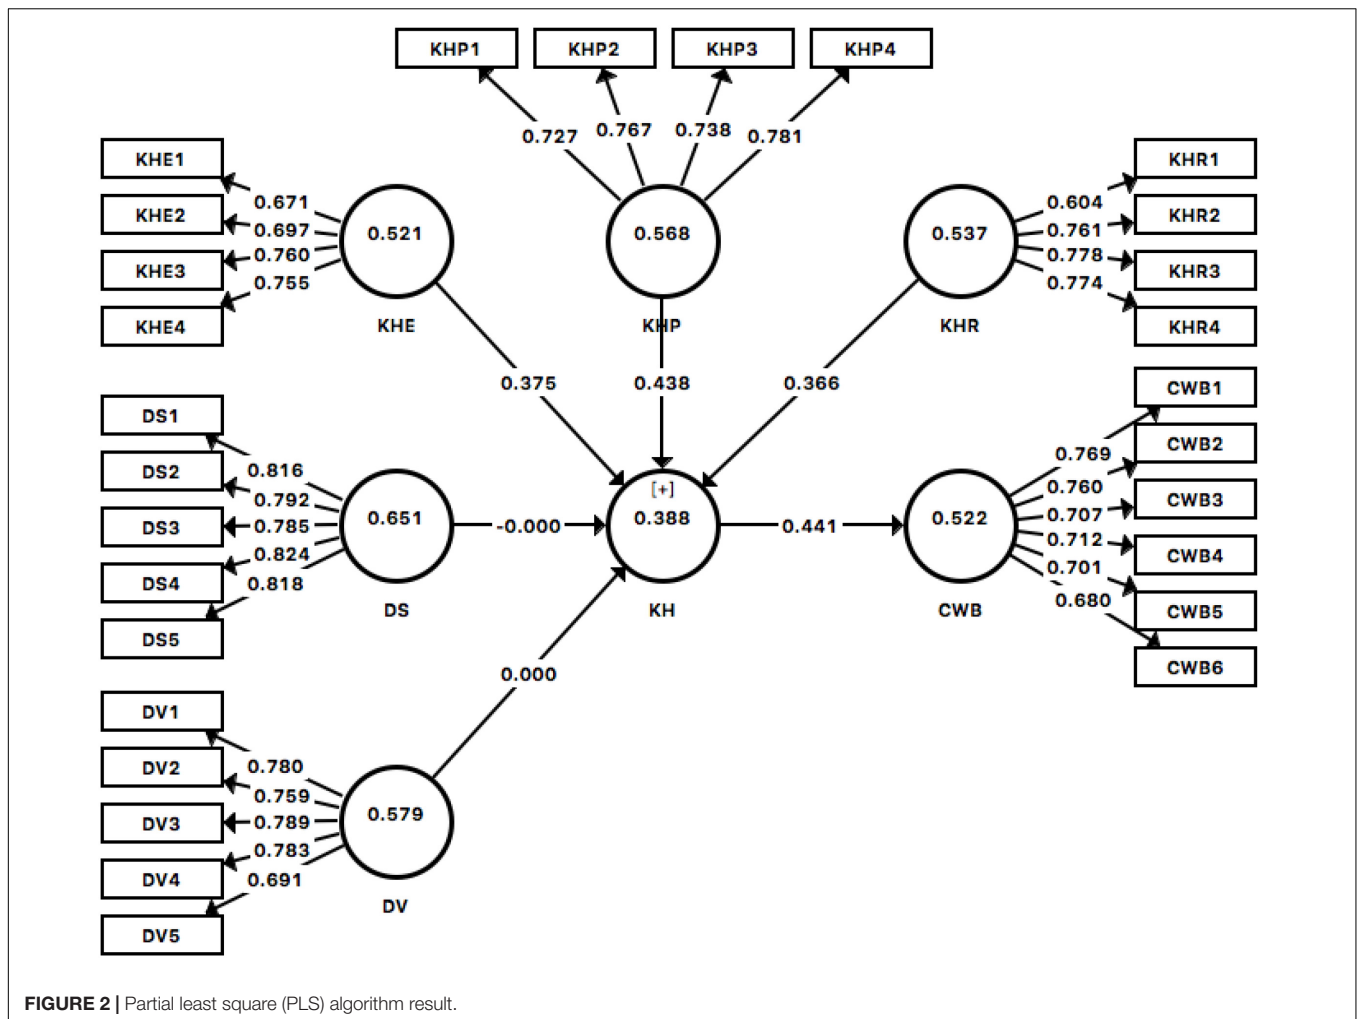 KHP1 KHP2 KHP3 KHP4
0.727 0.767 0.738 0.781
KHE1
KHE2
KHE3
KHE4
0.671
0.697
0.760
0.755
0.521
KHE
0.568
KHP
0.537
KHR
0.604
0.761
0.778
0.774
KHR1
KHR2
KHR3
KHR4
0.375 0.438 0.366
DS1
DS2
DS3
DS4
DS5
0.816
0.792
0.785
0.824
0.818
0.651
DS
-0.000
[+]
0.388
KH
0.441
0.522
CWB
0.769
0.760
0.707
0.712
0.701
0.680
CWB1
CWB2
CWB3
CWB4
CWB5
CWB6
0.000
DV1
DV2
DV3
DV4
DV5
0.780
0.759
0.789
0.783
0.691
0.579
DV
FIGURE 2 | Partial least square (PLS) algorithm result.